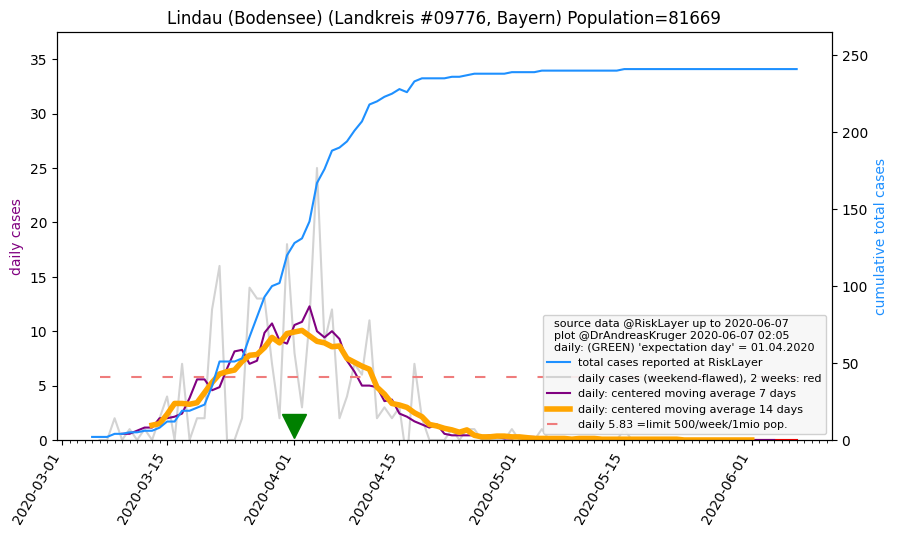 Lindau (Bodensee) (Landkreis #09776, Bayern) Population=81669
daily cases
35
30
25
20
15
10
5
0
250
200
150
100
50
0
cumulative total cases
source data @RiskLayer up to 2020-06-07
plot @DrAndreasKruger 2020-06-07 02:05
daily: (GREEN) 'expectation day' = 01.04.2020
total cases reported at RiskLayer
daily cases (weekend-flawed), 2 weeks: red
daily: centered moving average 7 days
daily: centered moving average 14 days
daily 5.83 =limit 500/week/1mio pop.
2020-03-01
2020-03-15
2020-04-01
2020-04-15
2020-05-01
2020-05-15
2020-06-01